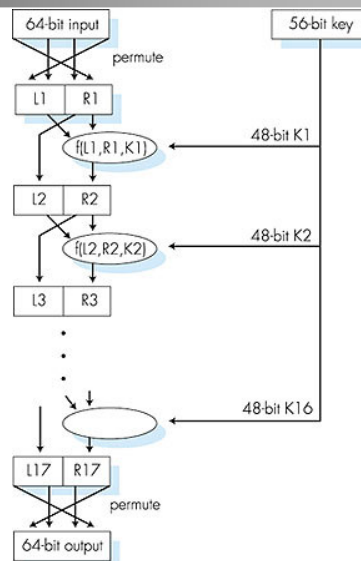 64-bit input
56-bit key
permute
L1 R1
f(L1,R1,K1)
48-bit K1
L2 R2
48-bit K2
f(L2,R2,K2)
L3 R3
48-bit K16
L17 R17
permute
64-bit output